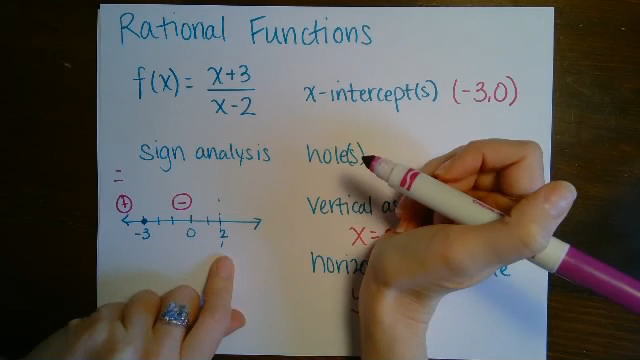 Rational Functions
f(x) = x+3 / x-2
x-intercept(s) (-3,0)
sign analysis
hole(s)
+ −
-3 0 2
vertical as
x=
horiz